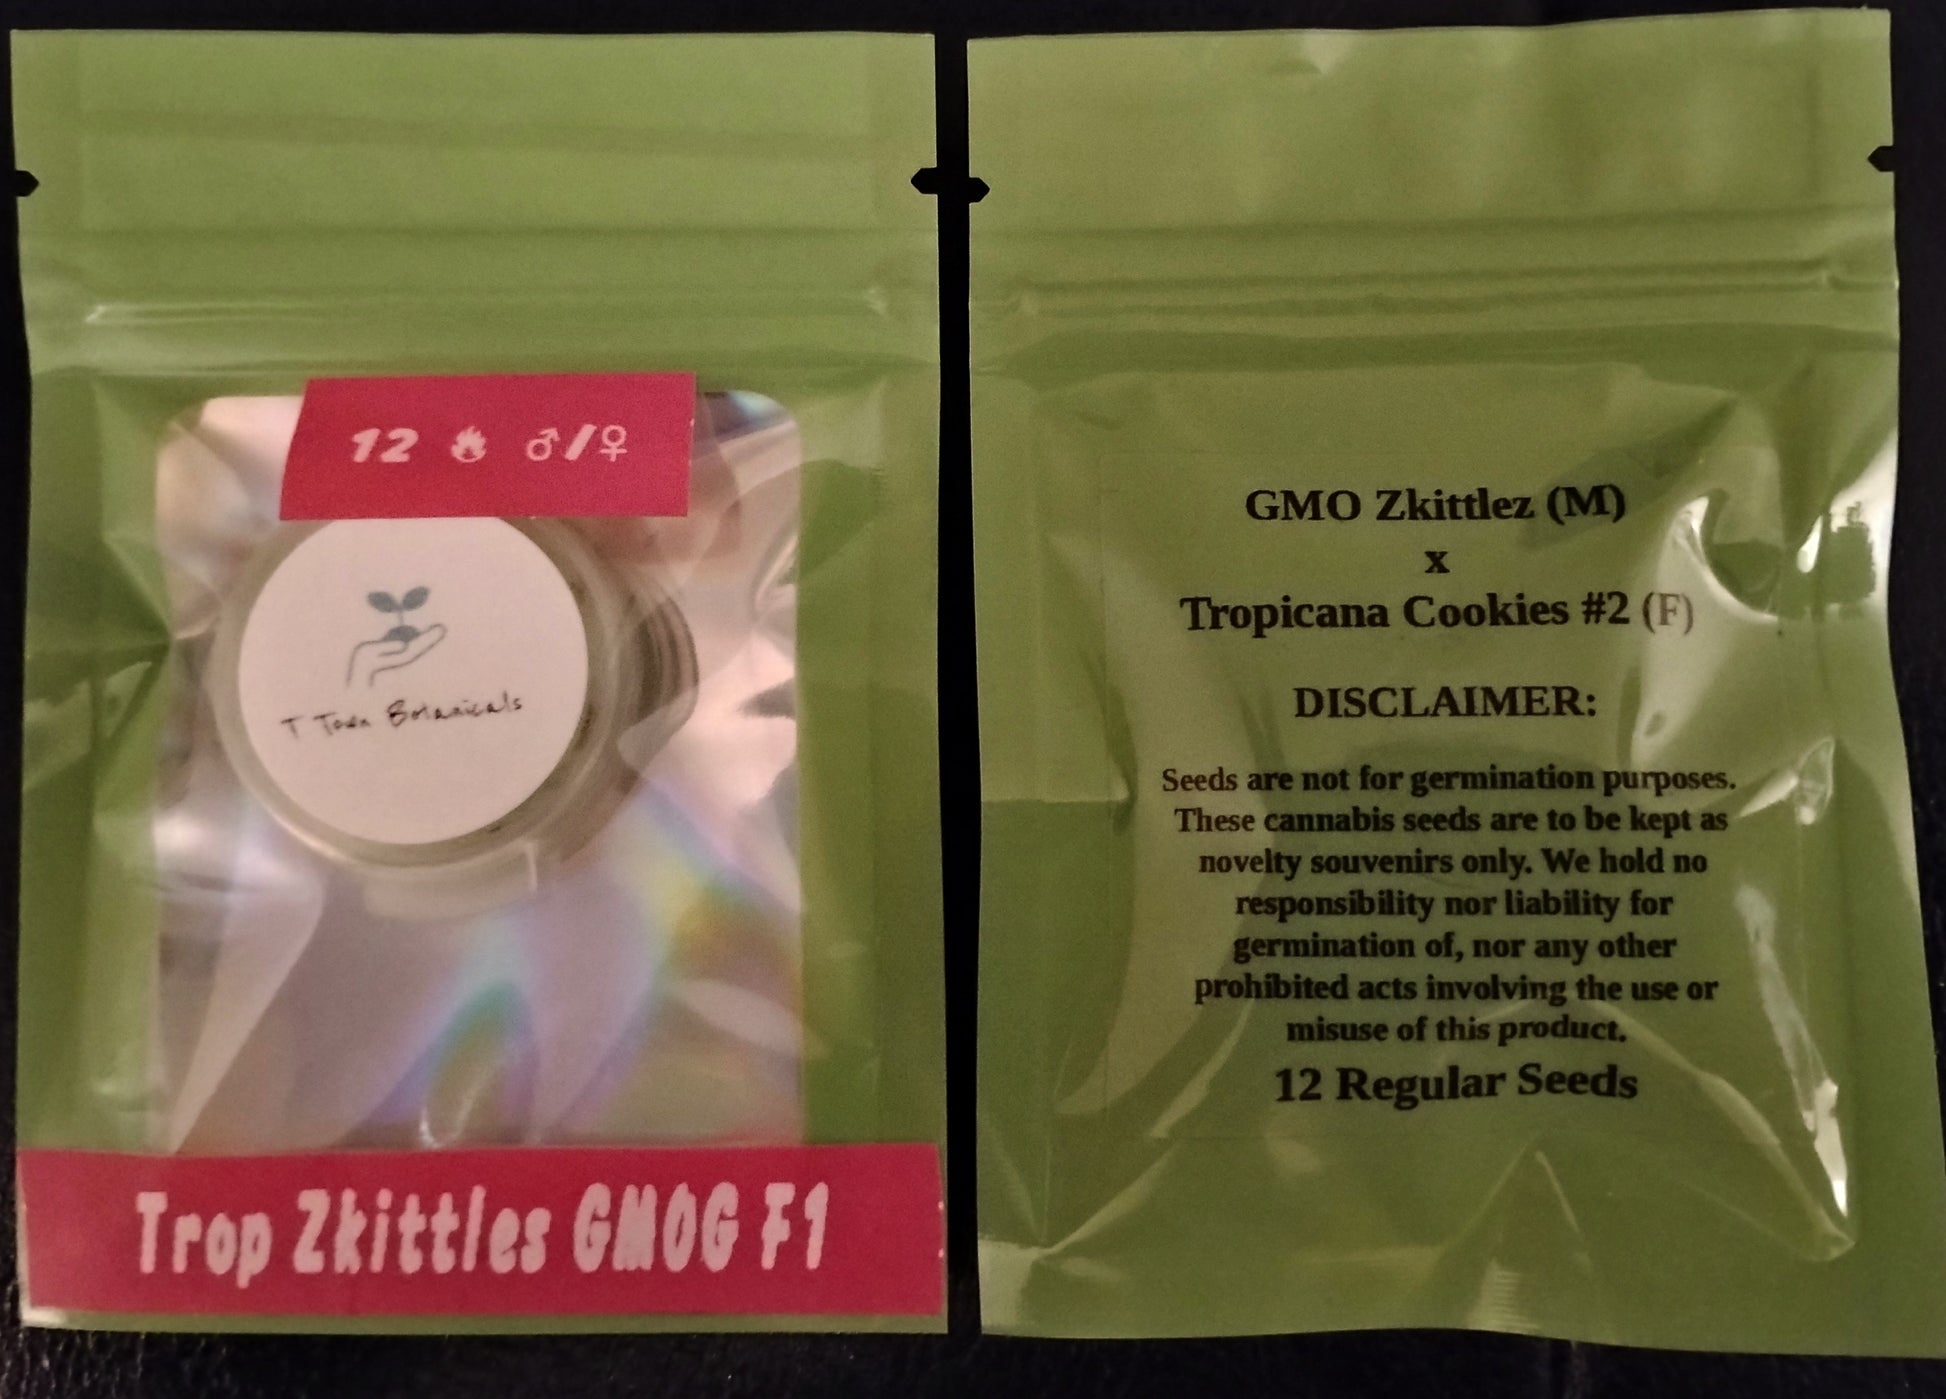 12 🔥 ♂/♀
T Town Botanicals
Trop Zkittles GMOG F1
GMO Zkittlez (M)
x
Tropicana Cookies #2 (F)
DISCLAIMER:
Seeds are not for germination purposes.
These cannabis seeds are to be kept as
novelty souvenirs only. We hold no
responsibility nor liability for
germination of, nor any other
prohibited acts involving the use or
misuse of this product.
12 Regular Seeds